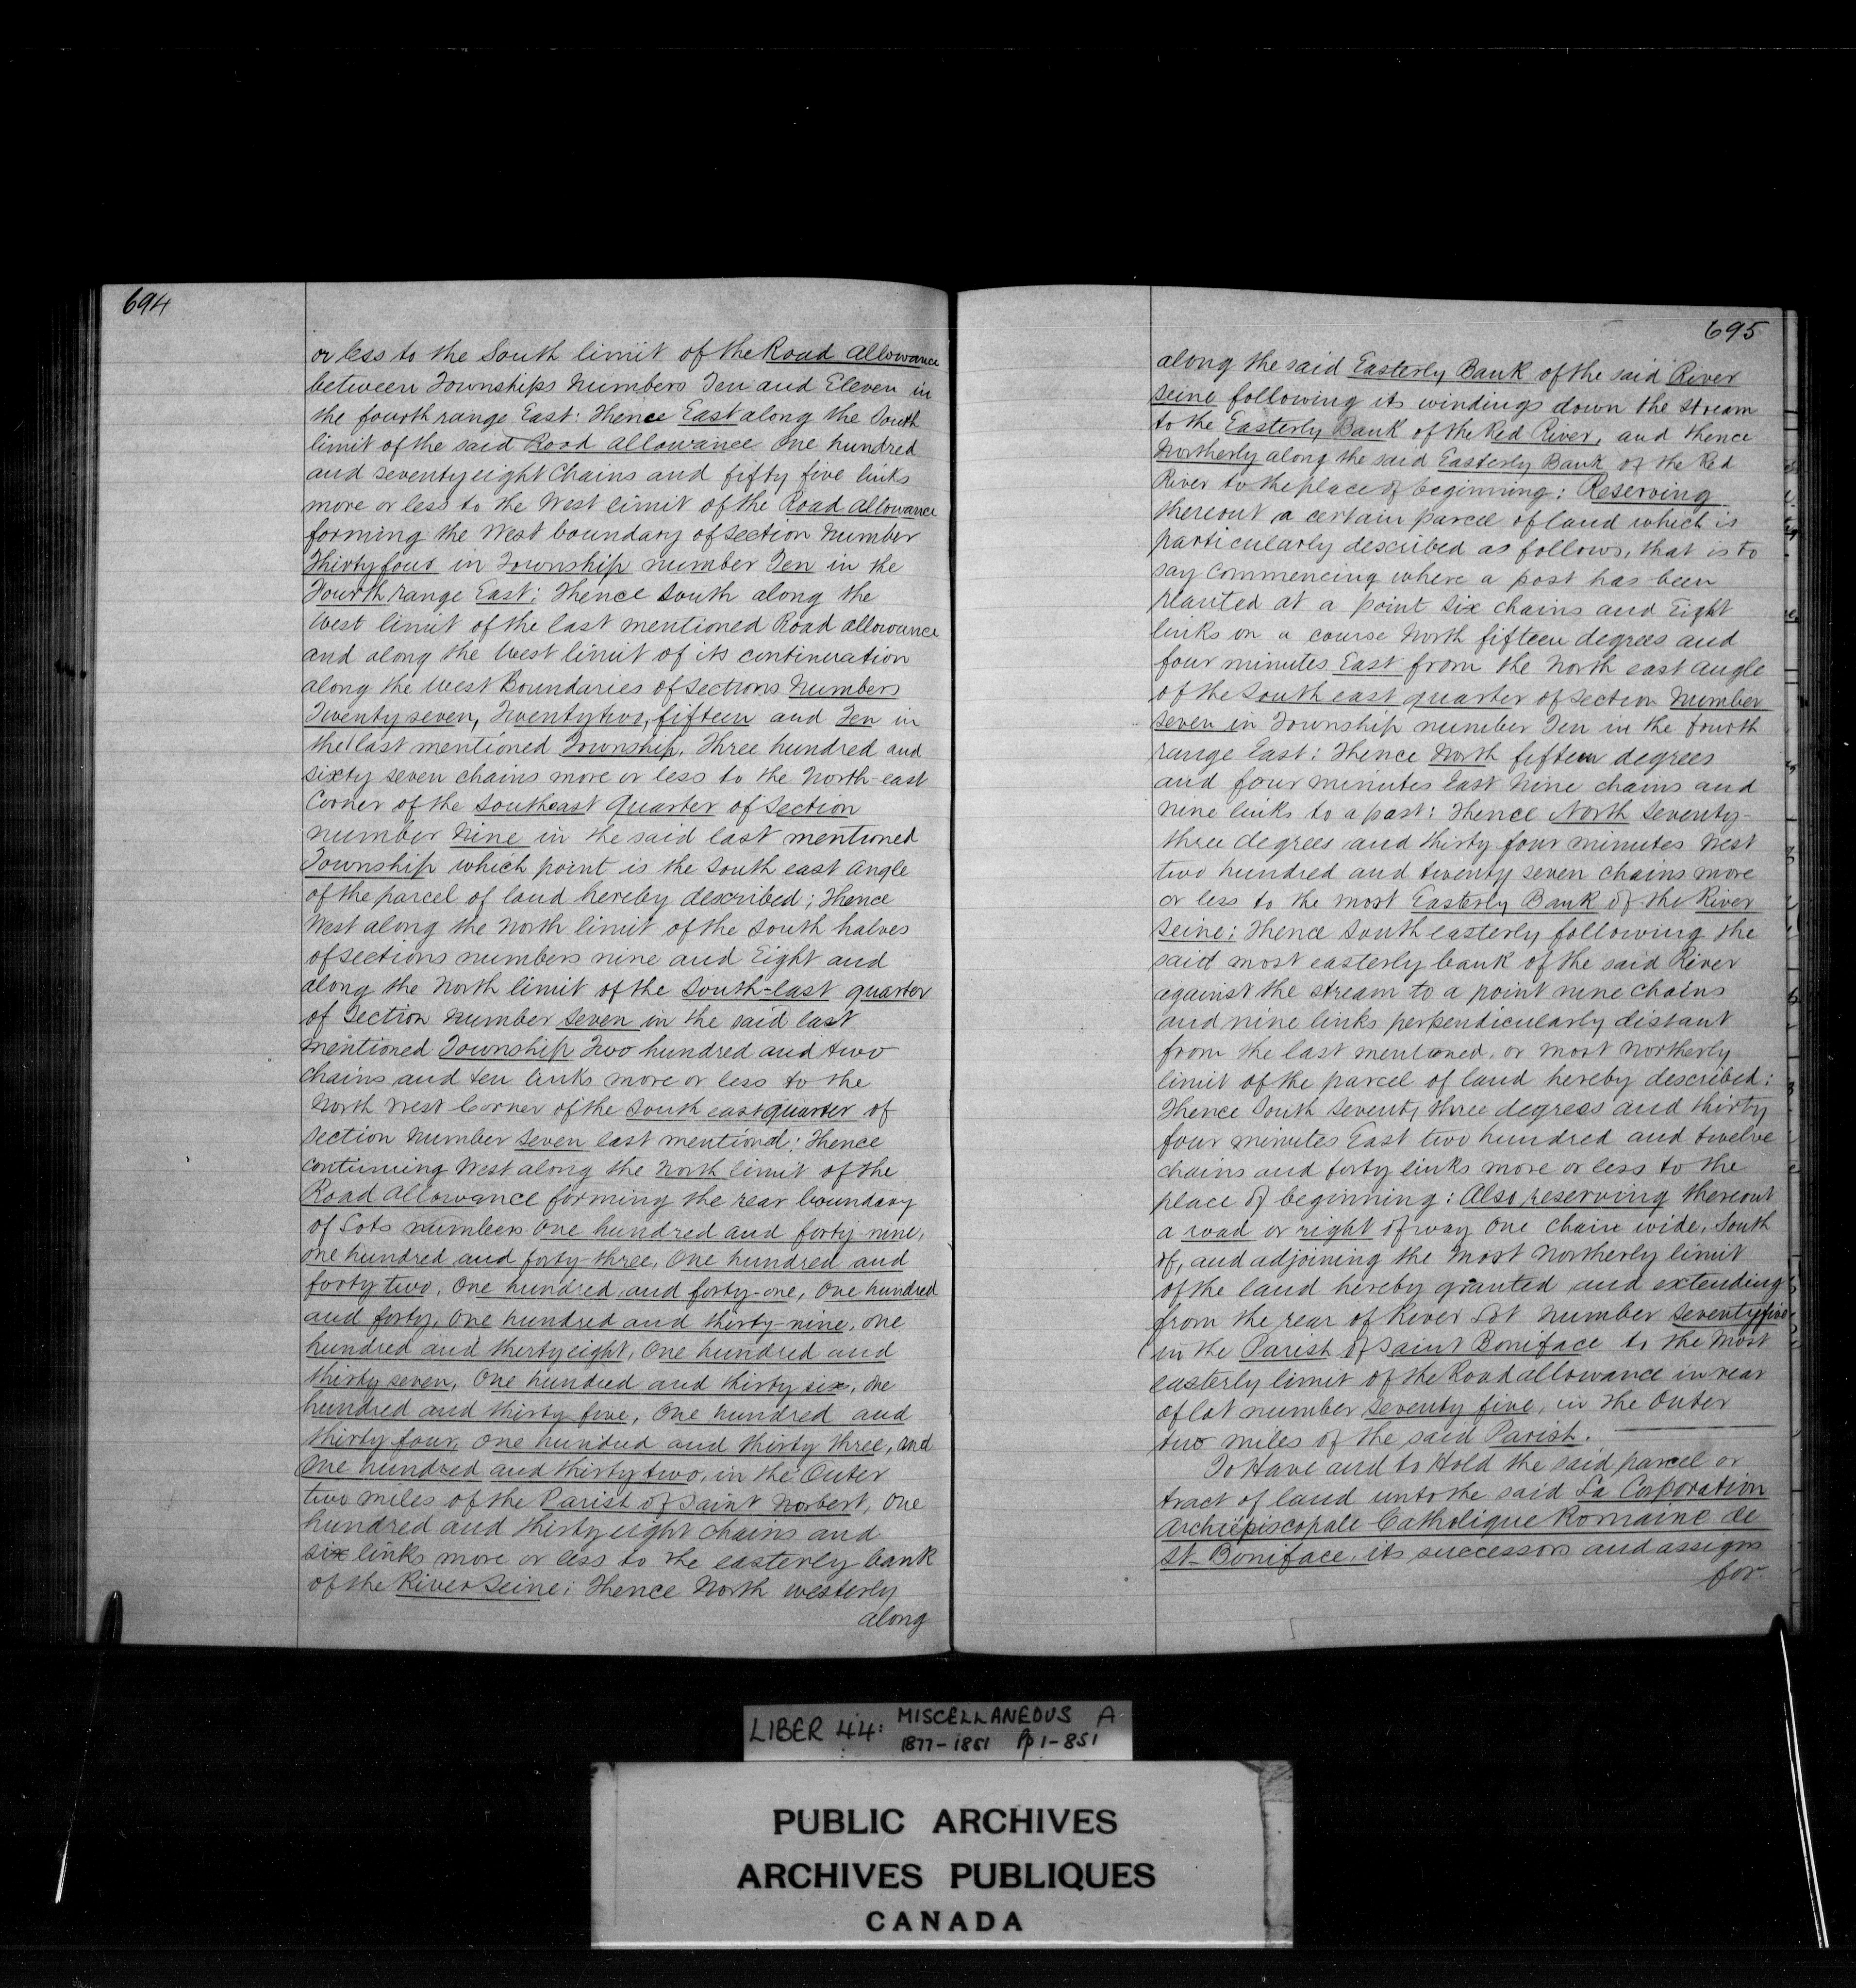 694
or less to the South limit of the Road allowance
between Townships Numbers Ten and Eleven in
the fourth range East: Thence East along the South
limit of the said Road allowance One hundred
and seventy eight Chains and fifty five links
more or less to the West limit of the Road allowance
forming the West boundary of section Number
Thirty four in Township number Ten in the
Fourth range East: Thence South along the
West limit of the last mentioned Road allowance
and along the West limit of its continuation
along the West Boundaries of Sections Numbers
Twenty seven, Twenty two, fifteen and Ten in
the last mentioned Township, Three hundred and
sixty seven chains more or less to the North-east
Corner of the Southeast Quarter of Section
number Nine in the said last mentioned
Township which point is the South east Angle
of the parcel of land hereby described; Thence
West along the North limit of the South halves
of sections numbers nine and Eight and
along the North limit of the South-east quarter
of Section Number Seven in the said last
mentioned Township Two hundred and two
chains and ten links more or less to the
North West Corner of the South east quarter of
Section Number Seven last mentioned: Thence
continuing West along the North limit of the
Road Allowance forming the rear boundary
of Lots numbers One hundred and forty-nine,
one hundred and forty-three, One hundred and
forty two, One hundred and forty-one, One hundred
and forty, One hundred and thirty-nine, One
hundred and thirty eight, One hundred and
thirty seven, One hundred and thirty six, One
hundred and thirty five, One hundred and
thirty four, One hundred and thirty three, and
One hundred and thirty two, in the Outer
two miles of the Parish of Saint Norbert, One
hundred and thirty eight chains and
six links more or less to the easterly bank
of the River Seine; Thence North westerly
along
695
along the said Easterly Bank of the said River
Seine following its windings down the Stream
to the Easterly Bank of the Red River, and thence
Northerly along the said Easterly Bank of the Red
River to the place of beginning: Reserving
thereout a certain parcel of land which is
particularly described as follows, that is to
say Commencing where a post has been
planted at a point Six chains and Eight
links on a course North fifteen degrees and
four minutes East from the North east angle
of the South east quarter of Section Number
Seven in Township number Ten in the fourth
range East: Thence North fifteen degrees
and four minutes East Nine chains and
nine links to a post: Thence North Seventy-
three degrees and thirty four minutes West
two hundred and twenty seven chains more
or less to the most Easterly Bank of the River
Seine: Thence South easterly following the
said most easterly bank of the said River
against the stream to a point nine chains
and nine links perpendicularly distant
from the last mentioned, or most northerly
limit of the parcel of land hereby described:
Thence South Seventy three degrees and thirty
four minutes East two hundred and twelve
chains and forty links more or less to the
place of beginning: Also reserving thereout
a road or right of way One chain wide, South
of, and adjoining the Most Northerly limit
of the land hereby granted and extending
from the rear of River Lot Number Seventy five
in the Parish of Saint Boniface to the Most
easterly limit of the Road allowance in rear
of lot number seventy five, in the Outer
two miles of the said Parish.
To Have and to Hold the said parcel or
tract of land unto the said La Corporation
Archiépiscopale Catholique Romaine de
St-Boniface, its successors and assigns
for
LIBER 44: MISCELLANEOUS A
1877-1881 Pp 1-851
PUBLIC ARCHIVES
ARCHIVES PUBLIQUES
CANADA